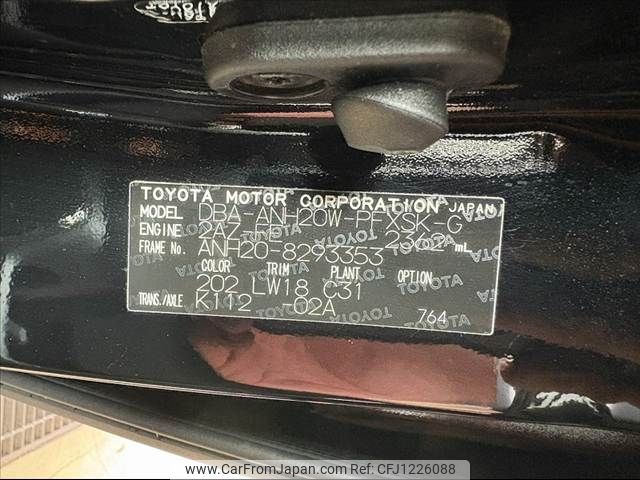 TOYOTA MOTOR CORPORATION JAPAN
MODEL DBA-ANH20W-PFXSK-G
ENGINE 2AZ-FE 2362 mL
FRAME No. ANH20-8293353
COLOR TRIM PLANT OPTION
202 LW18 C31
TRANS./AXLE K112 -02A
764
www.CarFromJapan.com - CFJ1226088